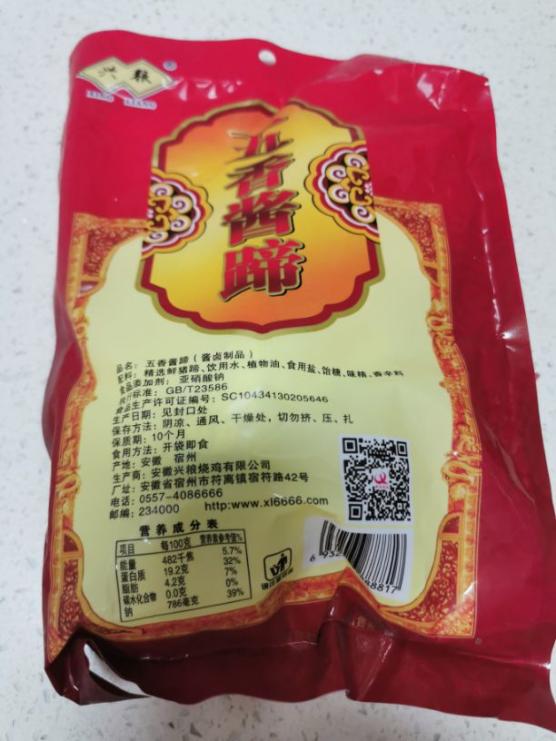 兴粮
XING LIANG
五香酱蹄
品名：五香酱蹄（酱卤制品）
配料：精选鲜猪蹄、饮用水、植物油、食用盐、饴糖、味精、香辛料
食品添加剂：亚硝酸钠
执行标准：GB/T23586
食品生产许可证编号：SC10434130205646
生产日期：见封口处
保存方法：阴凉、通风、干燥处，切勿挤、压、扎
保质期：10个月
食用方法：开袋即食
产地：安徽 宿州
生产商：安徽兴粮烧鸡有限公司
厂址：安徽省宿州市符离镇宿符路42号
电话：0557-4086666
邮编：234000 http:www.xl6666.com
营养成分表
项目 每100克 营养素参考值%
能量 482千焦 5.7%
蛋白质 19.2克 32%
脂肪 4.2克 7%
碳水化合物 0.0克 0%
钠 786毫克 39%
8817